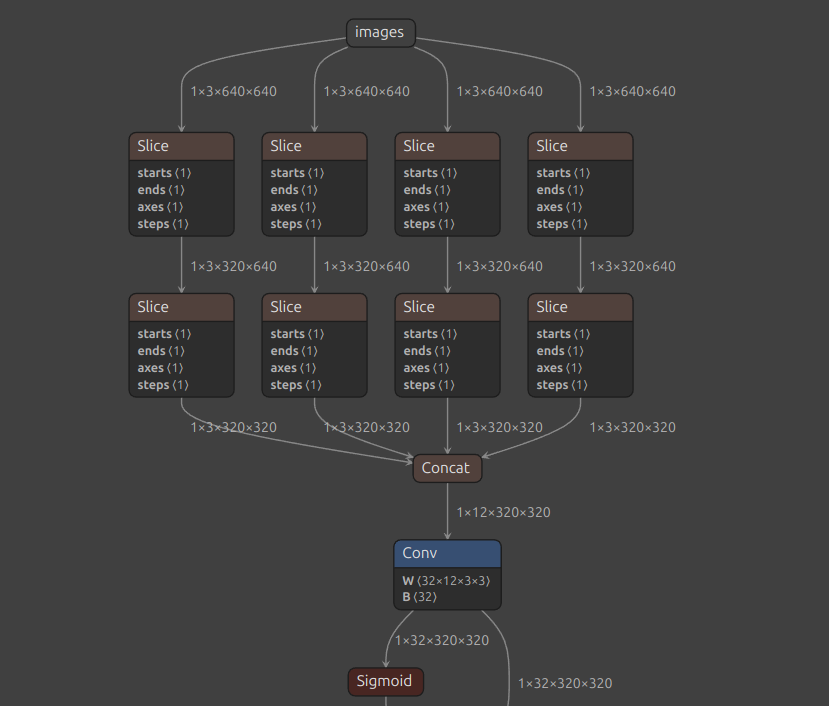 images
1×3×640×640 1×3×640×640 1×3×640×640 1×3×640×640
Slice Slice Slice Slice
starts ⟨1⟩ starts ⟨1⟩ starts ⟨1⟩ starts ⟨1⟩
ends ⟨1⟩ ends ⟨1⟩ ends ⟨1⟩ ends ⟨1⟩
axes ⟨1⟩ axes ⟨1⟩ axes ⟨1⟩ axes ⟨1⟩
steps ⟨1⟩ steps ⟨1⟩ steps ⟨1⟩ steps ⟨1⟩
1×3×320×640 1×3×320×640 1×3×320×640 1×3×320×640
Slice Slice Slice Slice
starts ⟨1⟩ starts ⟨1⟩ starts ⟨1⟩ starts ⟨1⟩
ends ⟨1⟩ ends ⟨1⟩ ends ⟨1⟩ ends ⟨1⟩
axes ⟨1⟩ axes ⟨1⟩ axes ⟨1⟩ axes ⟨1⟩
steps ⟨1⟩ steps ⟨1⟩ steps ⟨1⟩ steps ⟨1⟩
1×3×320×320 1×3×320×320 1×3×320×320 1×3×320×320
Concat
1×12×320×320
Conv
W ⟨32×12×3×3⟩
B ⟨32⟩
1×32×320×320
Sigmoid
1×32×320×320